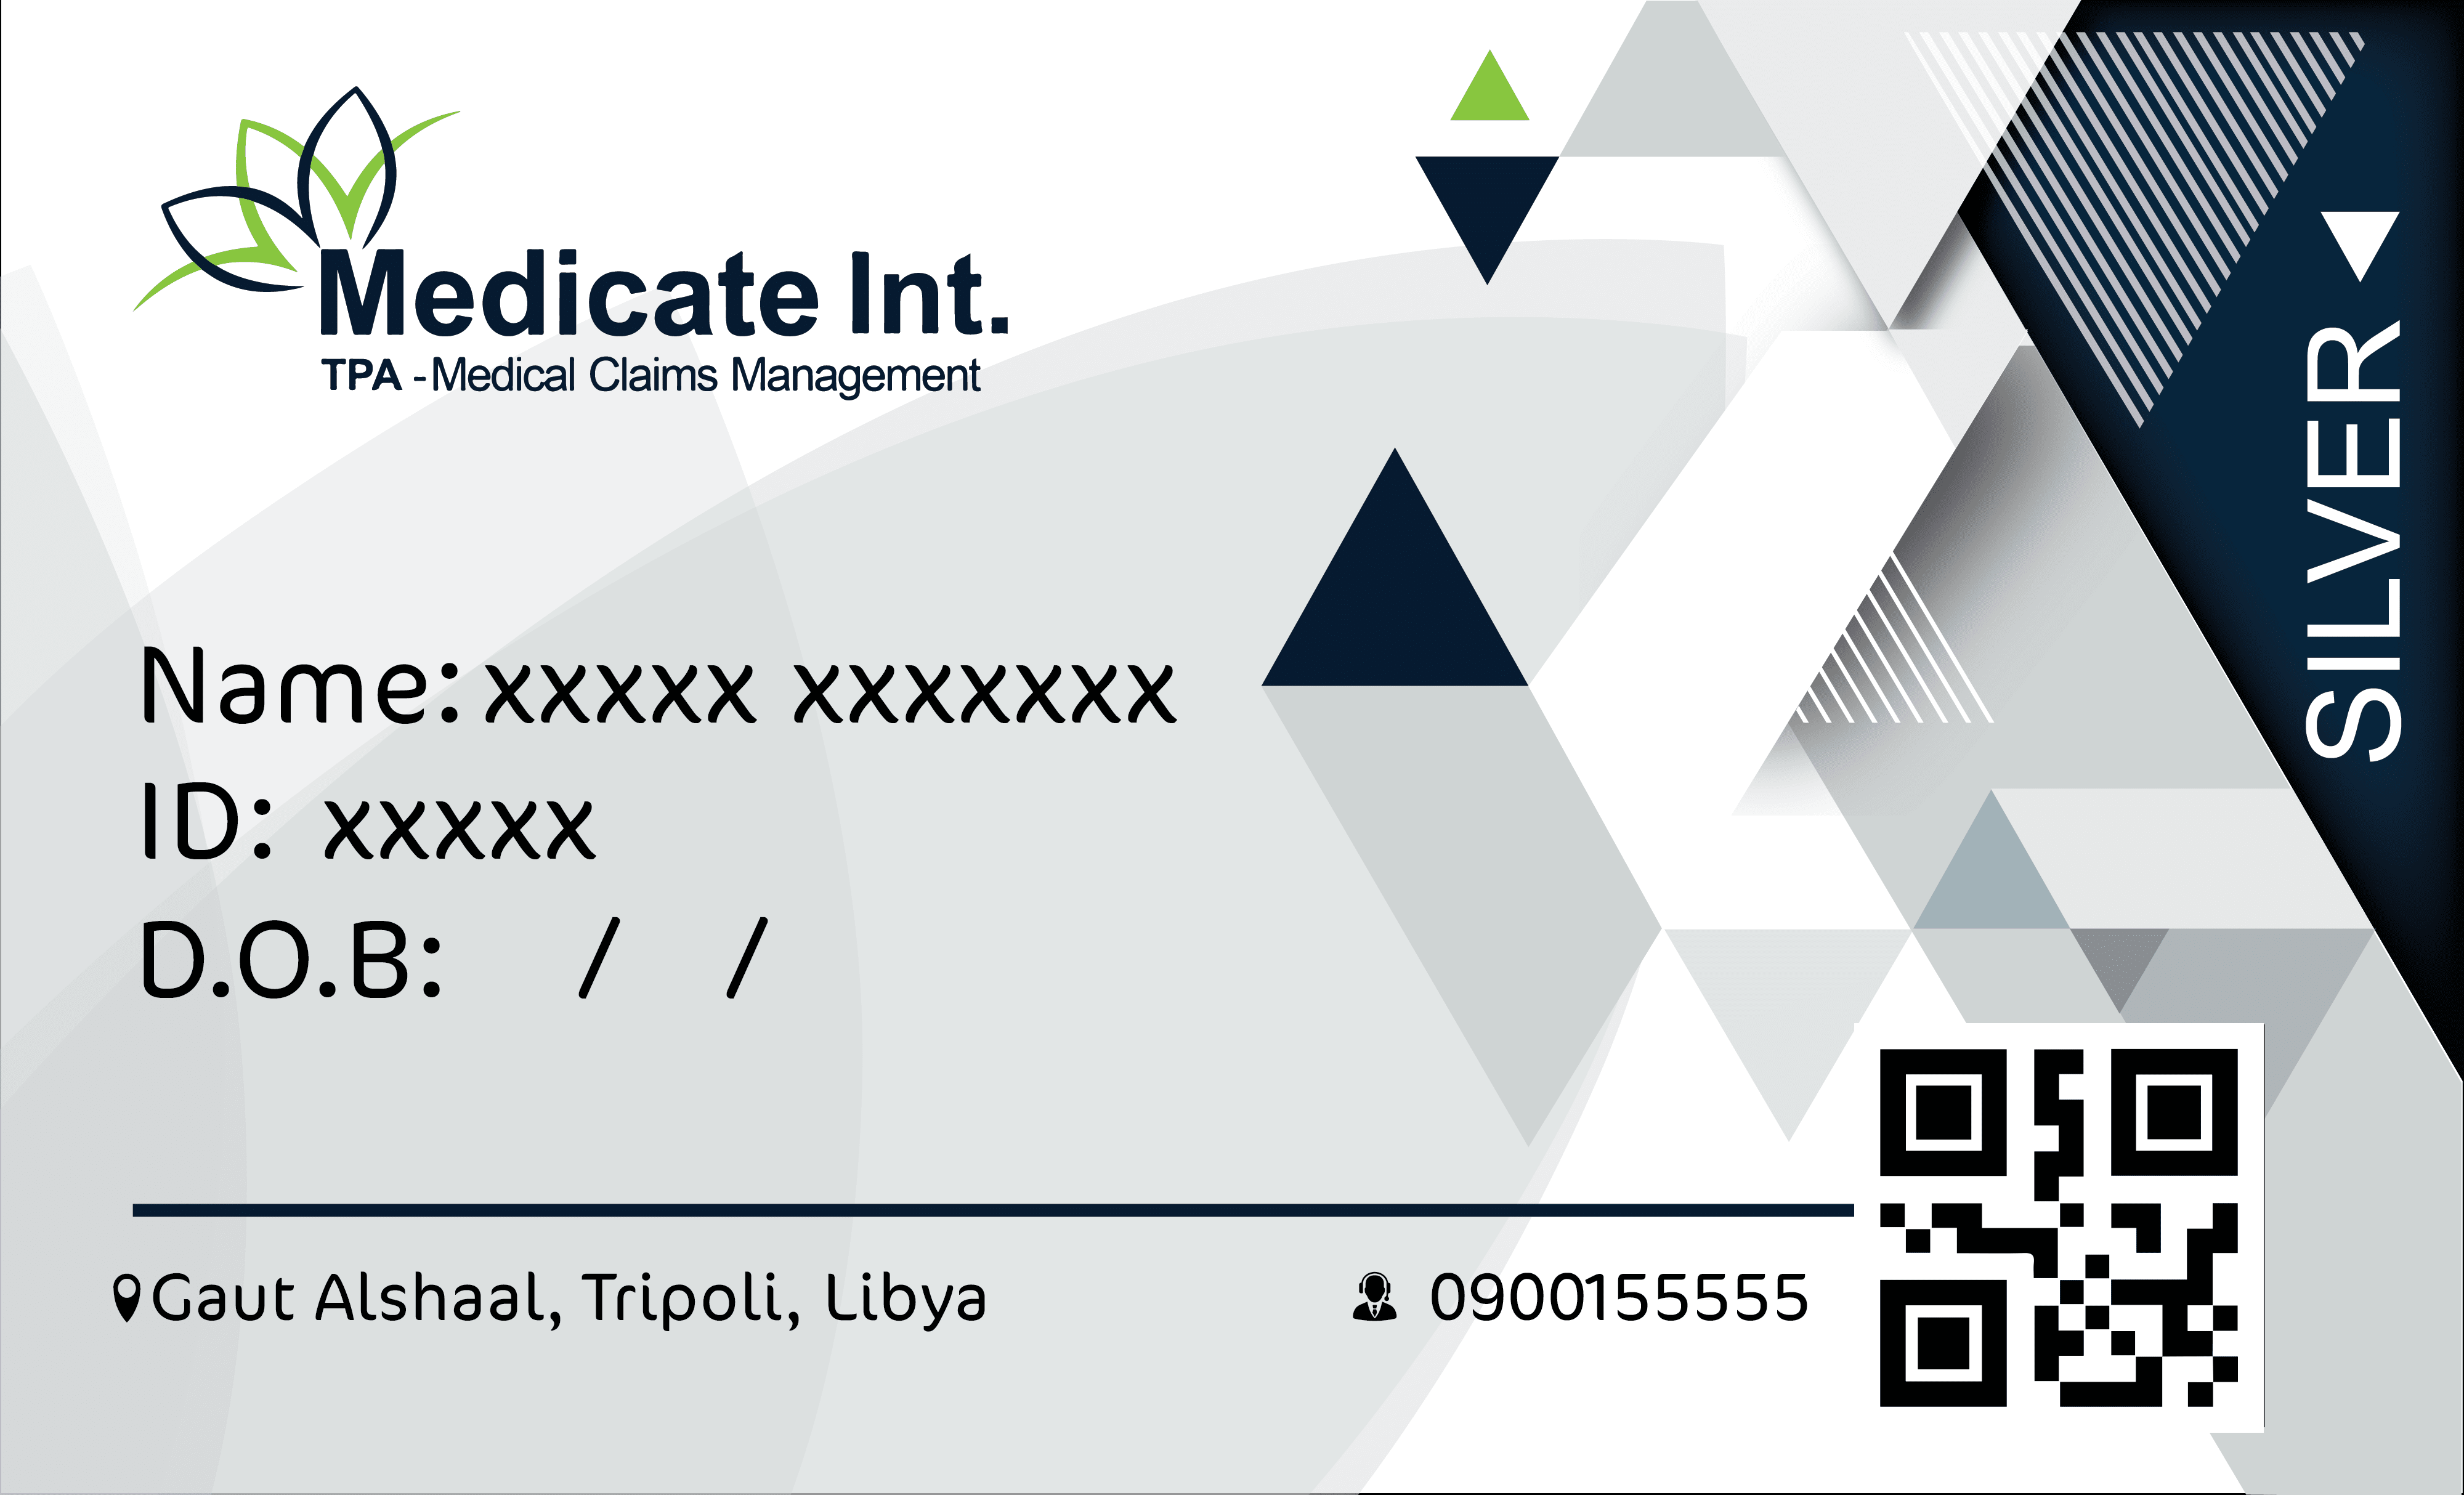 Medicate Int.
TPA - Medical Claims Management
SILVER
Name: xxxxx xxxxxxx
ID: xxxxx
D.O.B: / /
Gaut Alshaal, Tripoli, Libya
0900155555